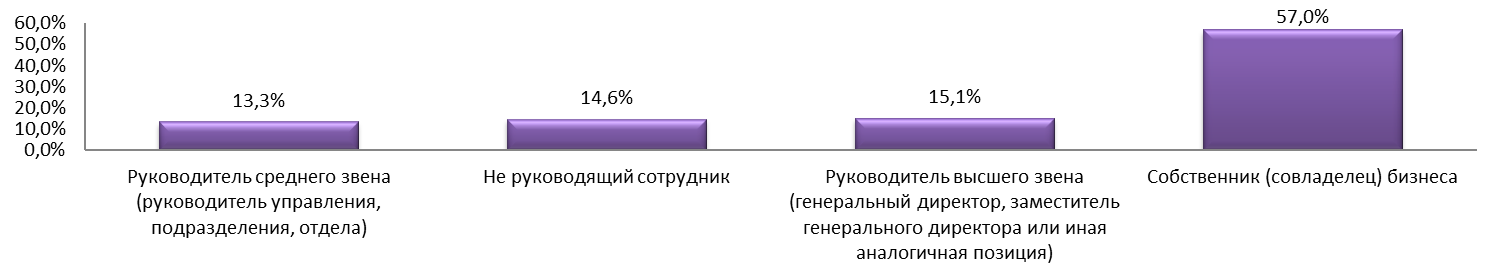 60,0%
50,0%
40,0%
30,0%
20,0%
10,0%
0,0%
13,3%
14,6%
15,1%
57,0%
Руководитель среднего звена
(руководитель управления,
подразделения, отдела)
Не руководящий сотрудник
Руководитель высшего звена
(генеральный директор, заместитель
генерального директора или иная
аналогичная позиция)
Собственник (совладелец) бизнеса